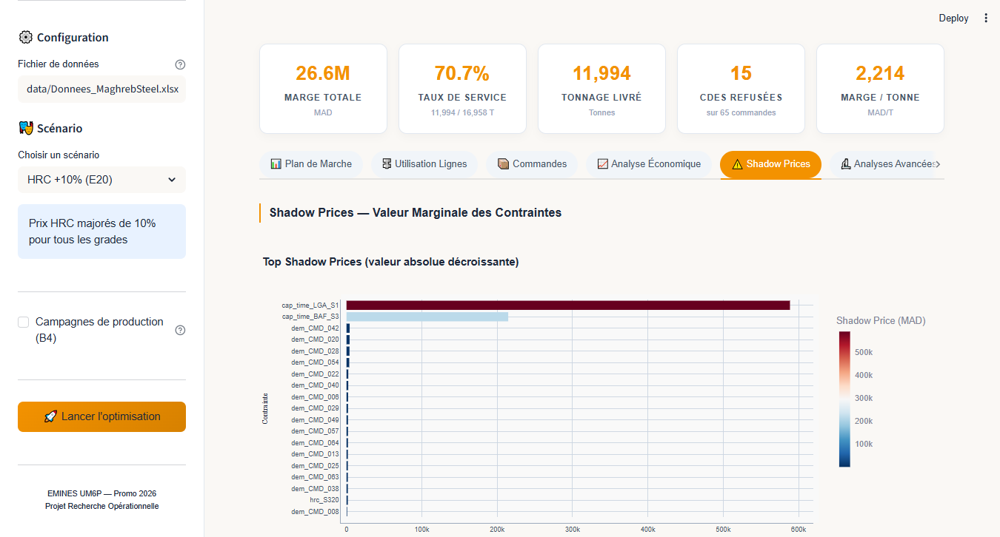 Configuration
Fichier de données
data/Donnees_MaghrebSteel.xlsx
Scénario
Choisir un scénario
HRC +10% (E20)
Prix HRC majorés de 10%
pour tous les grades
Campagnes de production
(B4)
Lancer l'optimisation
EMINES UM6P — Promo 2026
Projet Recherche Opérationnelle
Deploy
26.6M
MARGE TOTALE
MAD
70.7%
TAUX DE SERVICE
11,994 / 16,958 T
11,994
TONNAGE LIVRÉ
Tonnes
15
CDES REFUSÉES
sur 65 commandes
2,214
MARGE / TONNE
MAD/T
Plan de Marche
Utilisation Lignes
Commandes
Analyse Économique
Shadow Prices
Analyses Avancées
Shadow Prices — Valeur Marginale des Contraintes
Top Shadow Prices (valeur absolue décroissante)
Contrainte
cap_time_LGA_S1
cap_time_BAF_S3
dem_CMD_042
dem_CMD_020
dem_CMD_028
dem_CMD_054
dem_CMD_022
dem_CMD_040
dem_CMD_006
dem_CMD_029
dem_CMD_049
dem_CMD_057
dem_CMD_064
dem_CMD_013
dem_CMD_025
dem_CMD_063
dem_CMD_038
hrc_S320
dem_CMD_008
0 100k 200k 300k 400k 500k 600k
Shadow Price (MAD)
500k
400k
300k
200k
100k